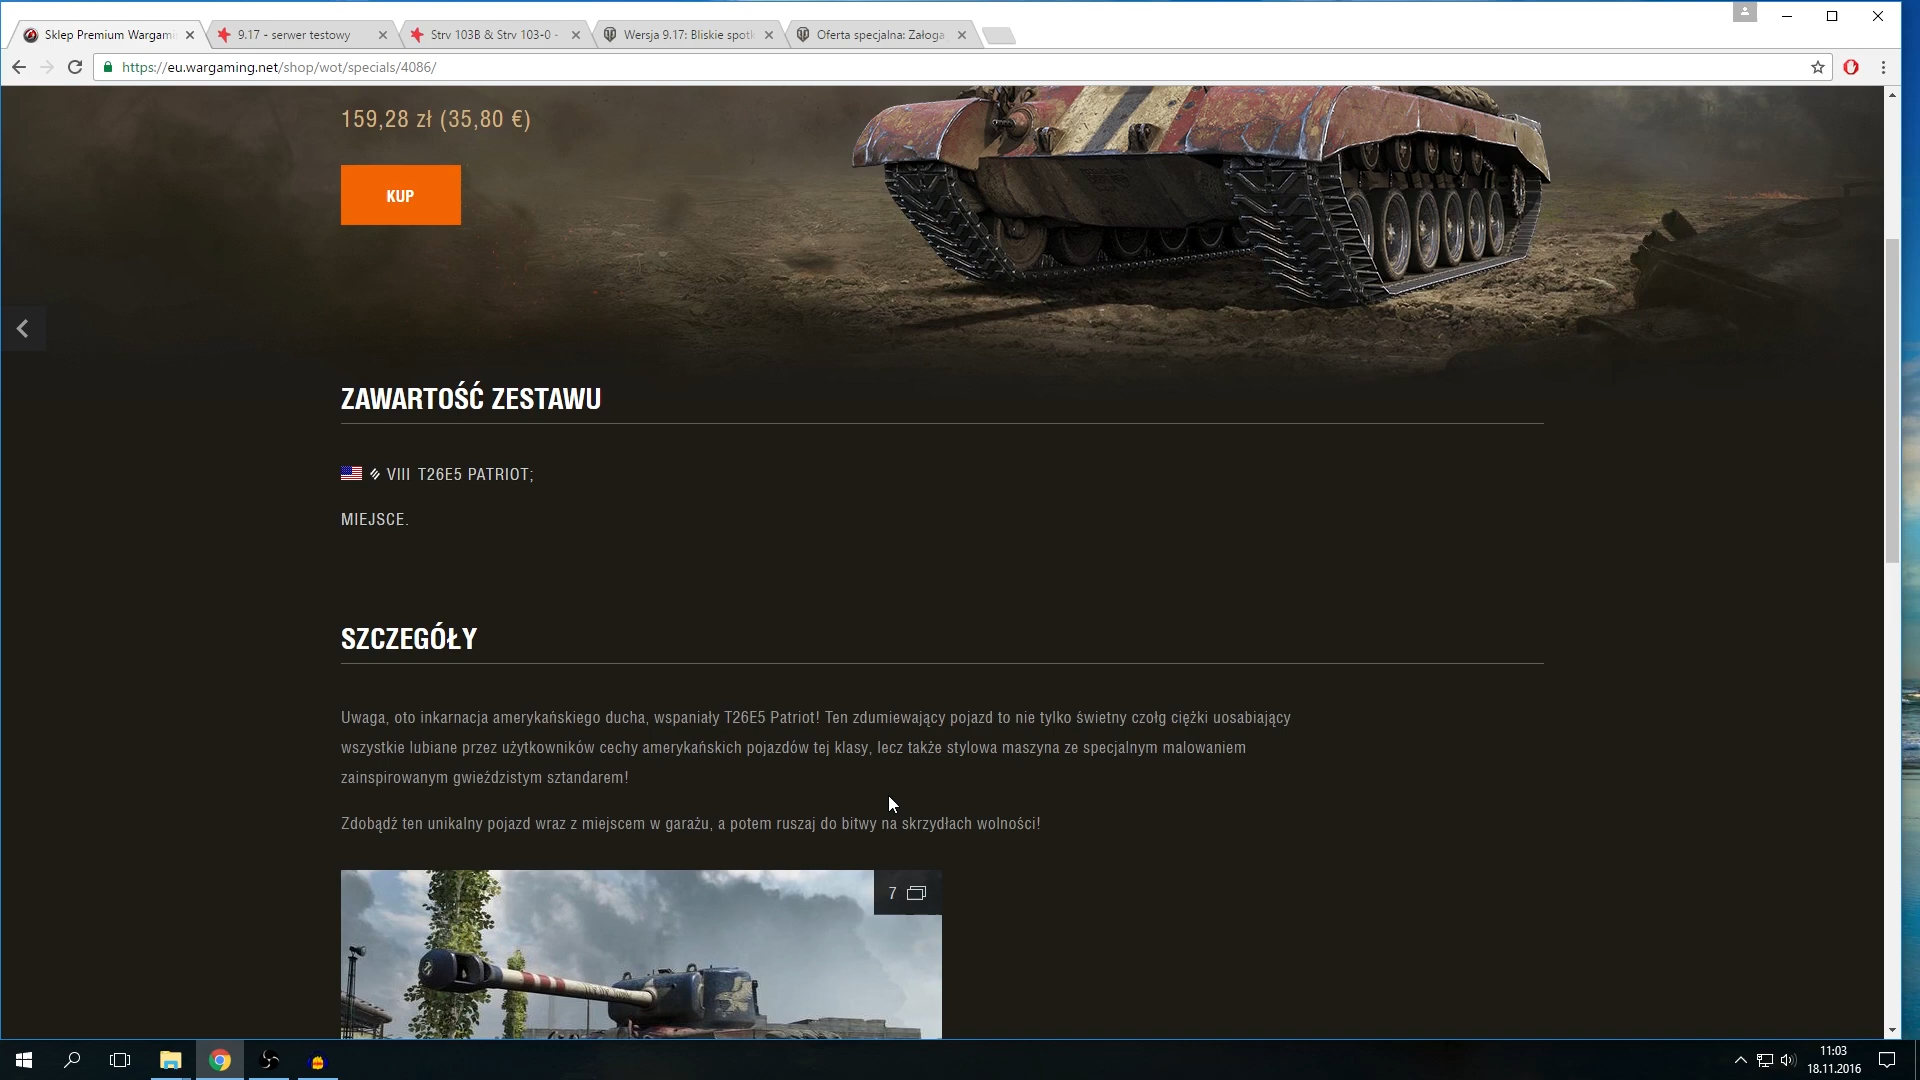 Sklep Premium Wargami
9.17 - serwer testowy
Strv 103B & Strv 103-0 -
Wersja 9.17: Bliskie spotk
Oferta specjalna: Załoga
https://eu.wargaming.net/shop/wot/specials/4086/
159,28 zł (35,80 €)
KUP
ZAWARTOŚĆ ZESTAWU
VIII T26E5 PATRIOT;
MIEJSCE.
SZCZEGÓŁY
Uwaga, oto inkarnacja amerykańskiego ducha, wspaniały T26E5 Patriot! Ten zdumiewający pojazd to nie tylko świetny czołg ciężki uosabiający
wszystkie lubiane przez użytkowników cechy amerykańskich pojazdów tej klasy, lecz także stylowa maszyna ze specjalnym malowaniem
zainspirowanym gwieździstym sztandarem!
Zdobądź ten unikalny pojazd wraz z miejscem w garażu, a potem ruszaj do bitwy na skrzydłach wolności!
7
11:03
18.11.2016